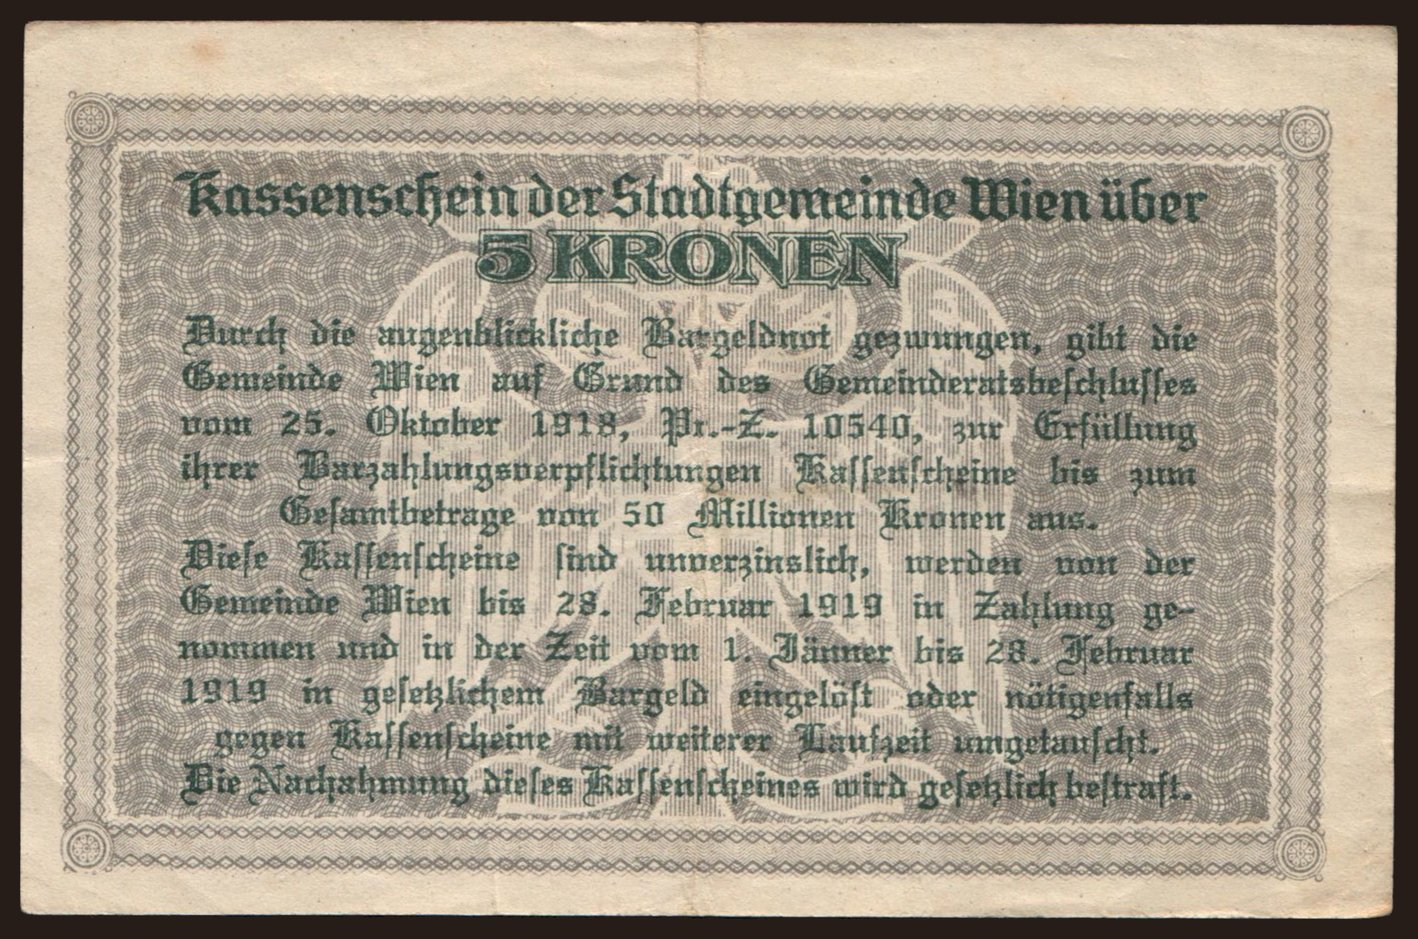 Kassenschein der Stadtgemeinde Wien über
5 KRONEN
Durch die augenblickliche Bargeldnot gezwungen, gibt die
Gemeinde Wien auf Grund des Gemeinderatsbeschlusses
vom 25. Oktober 1918, Pr.-Z. 10540, zur Erfüllung
ihrer Barzahlungsverpflichtungen Kassenscheine bis zum
Gesamtbetrage von 50 Millionen Kronen aus.
Diese Kassenscheine sind unverzinslich, werden von der
Gemeinde Wien bis 28. Februar 1919 in Zahlung ge-
nommen und in der Zeit vom 1. Jänner bis 28. Februar
1919 in gesetzlichem Bargeld eingelöst oder nötigenfalls
gegen Kassenscheine mit weiterer Laufzeit umgetauscht.
Die Nachahmung dieses Kassenscheines wird gesetzlich bestraft.